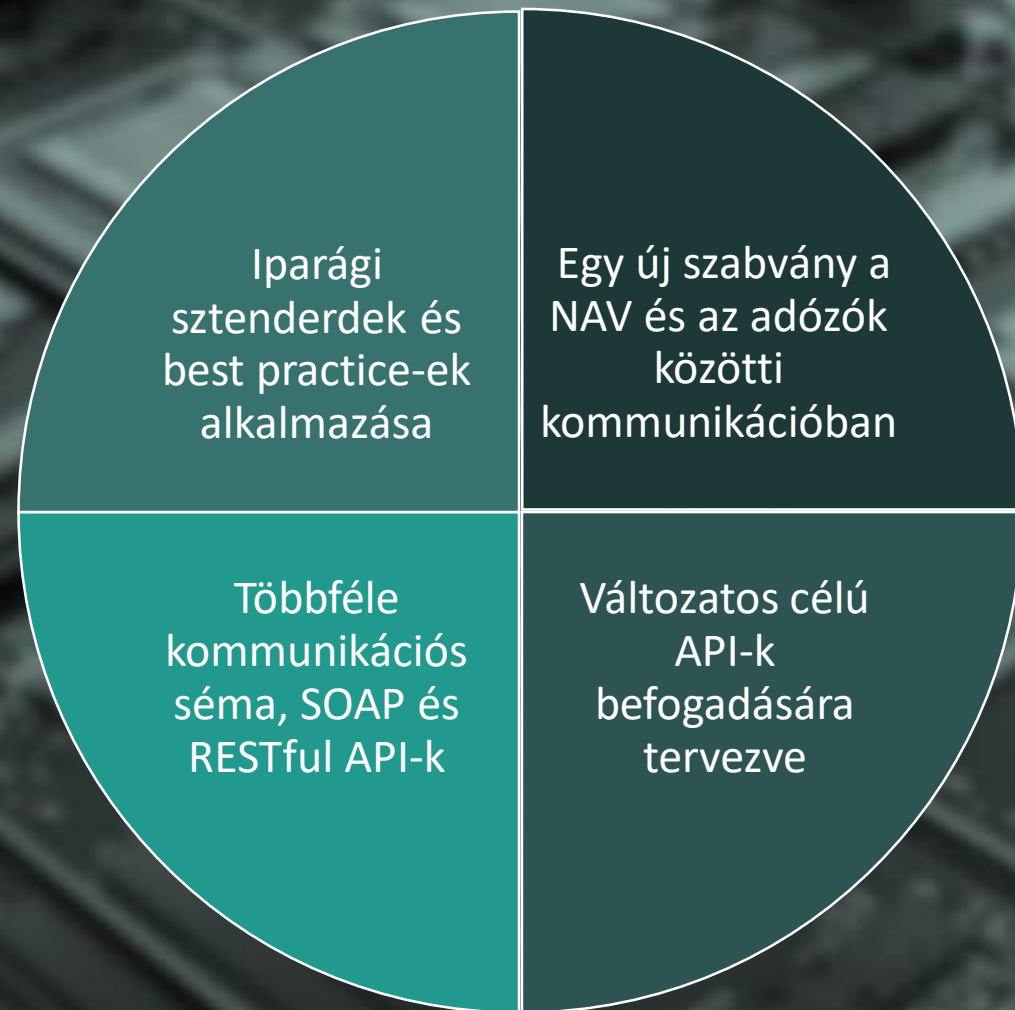 Iparági
sztenderdek és
best practice-ek
alkalmazása
Egy új szabvány a
NAV és az adózók
közötti
kommunikációban
Többféle
kommunikációs
séma, SOAP és
RESTful API-k
Változatos célú
API-k
befogadására
tervezve